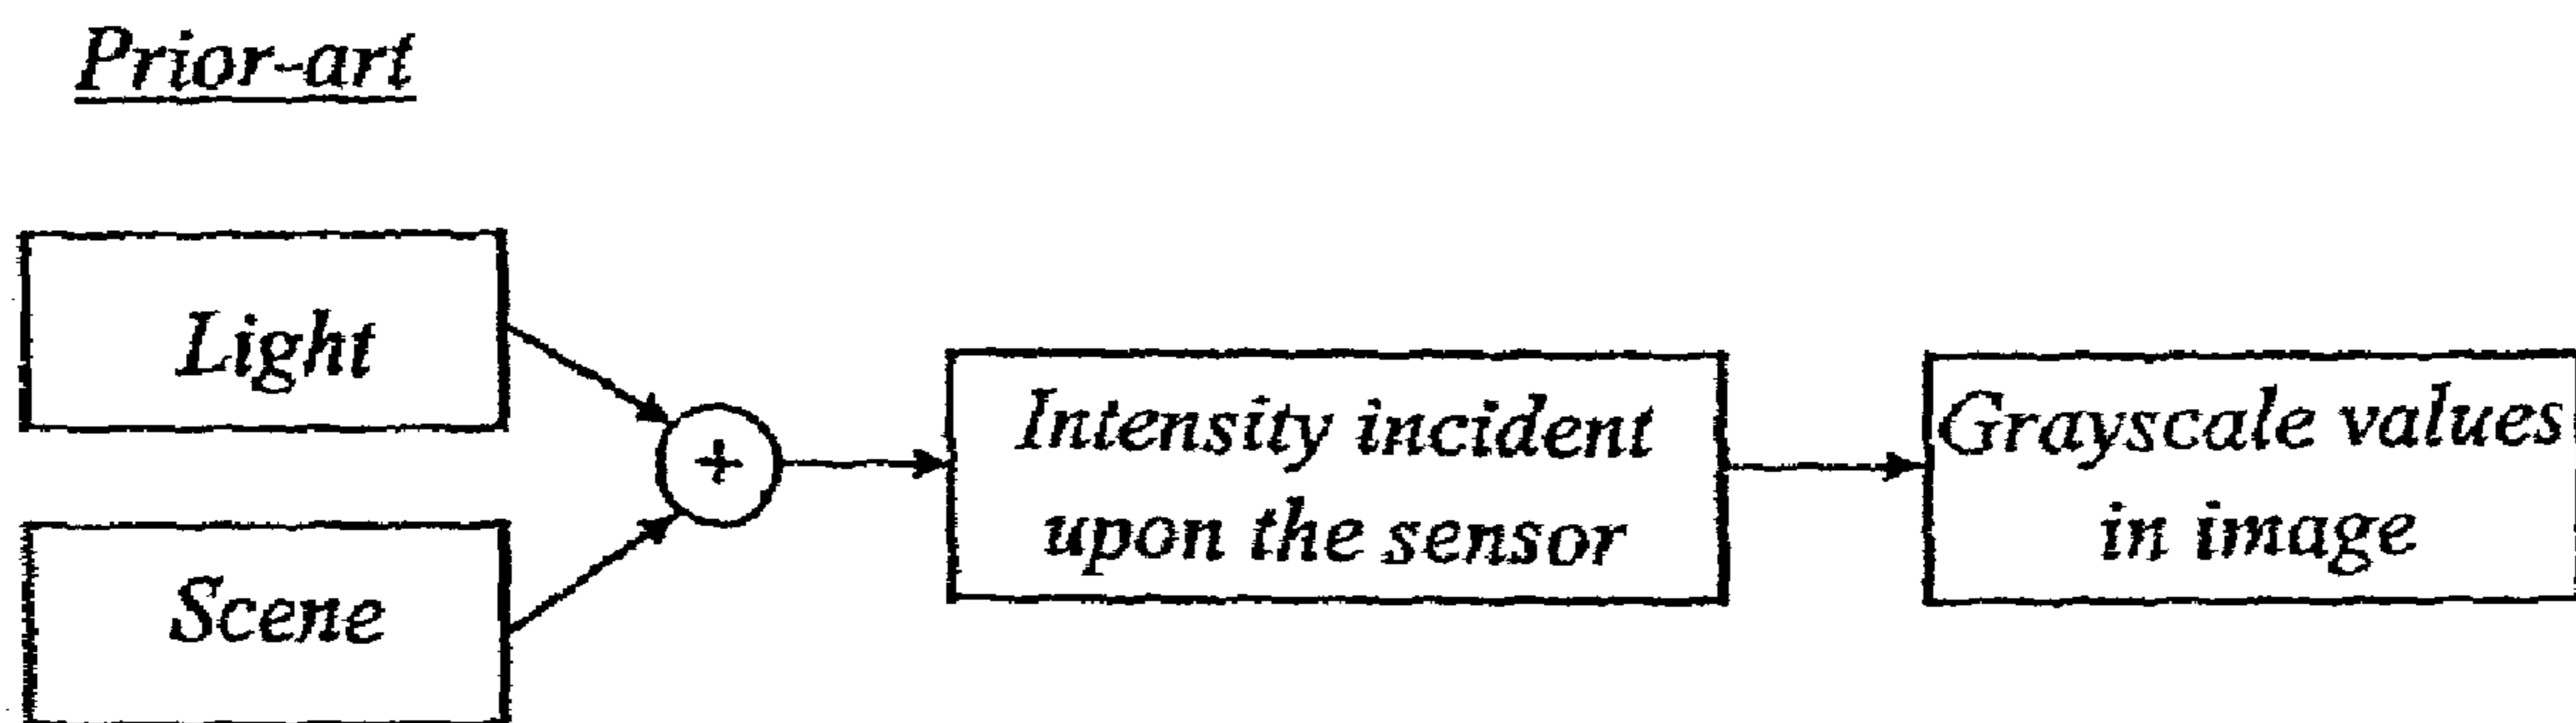 Prior-art
Light
Scene
+
Intensity incident
upon the sensor
Grayscale values
in image